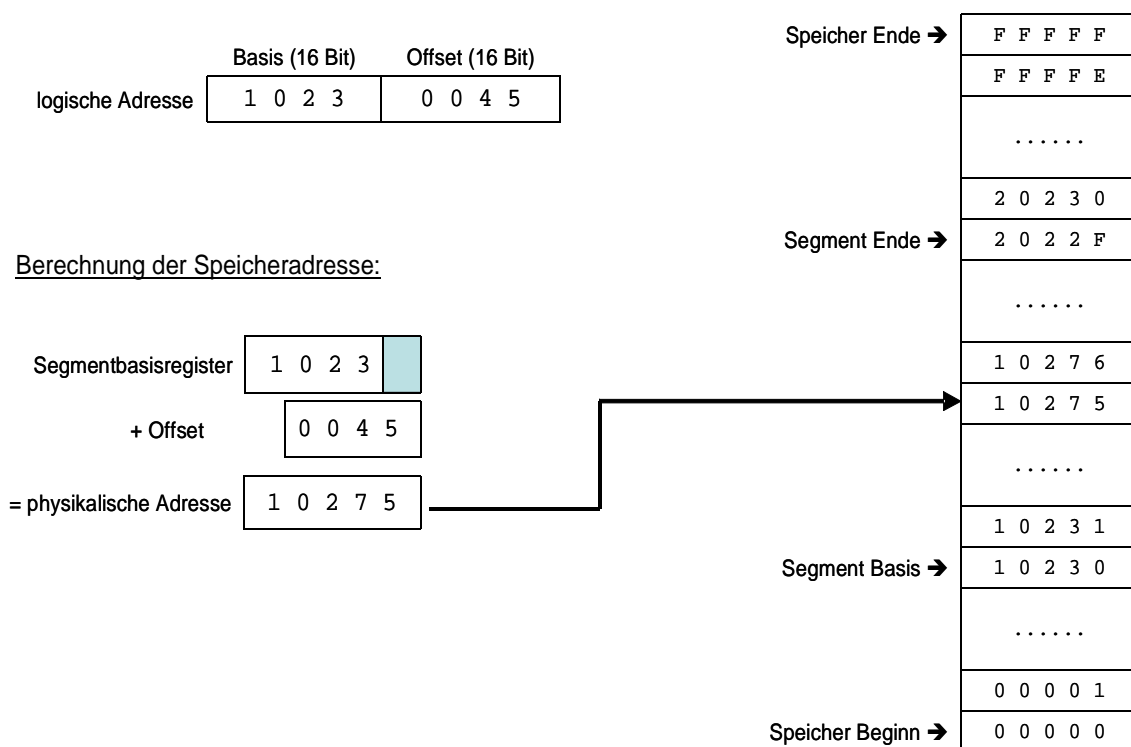 Basis (16 Bit) Offset (16 Bit)
logische Adresse 1 0 2 3 0 0 4 5
Berechnung der Speicheradresse:
Segmentbasisregister 1 0 2 3
+ Offset 0 0 4 5
= physikalische Adresse 1 0 2 7 5
Speicher Ende ➔ F F F F F
F F F F E
......
2 0 2 3 0
Segment Ende ➔ 2 0 2 2 F
......
1 0 2 7 6
1 0 2 7 5
......
1 0 2 3 1
Segment Basis ➔ 1 0 2 3 0
......
0 0 0 0 1
Speicher Beginn ➔ 0 0 0 0 0